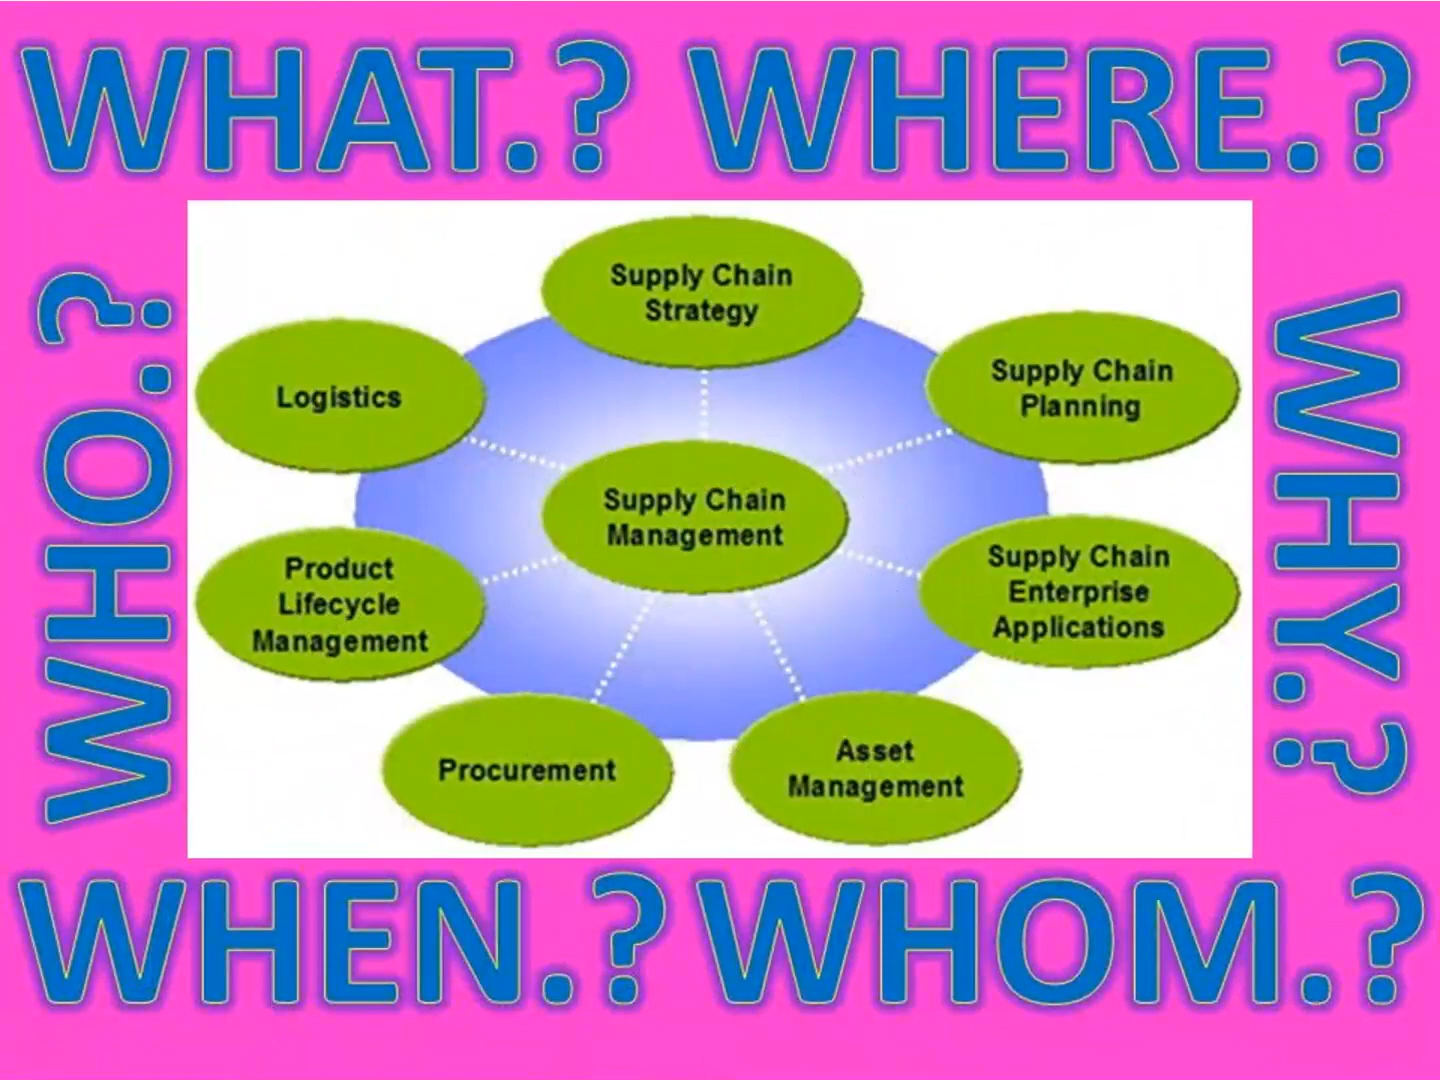 WHAT.? WHERE.?
WHO.?
WHY.?
Supply Chain
Strategy
Logistics
Supply Chain
Planning
Supply Chain
Management
Product
Lifecycle
Management
Supply Chain
Enterprise
Applications
Procurement
Asset
Management
WHEN.? WHOM.?